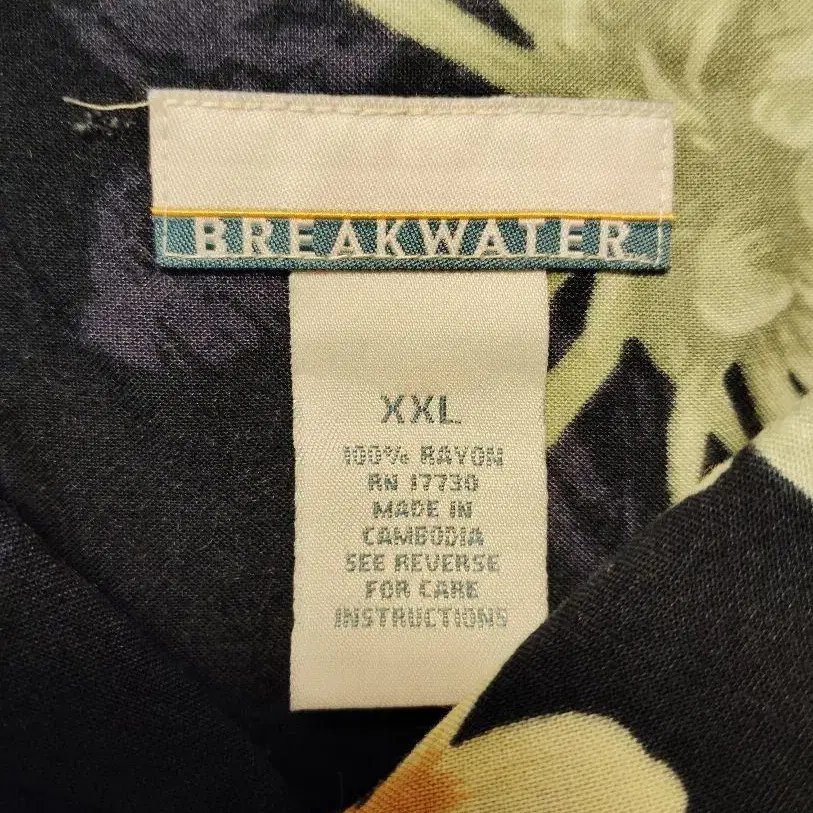 BREAKWATER
XXL
100% RAYON
RN 17730
MADE IN
CAMBODIA
SEE REVERSE
FOR CARE
INSTRUCTIONS